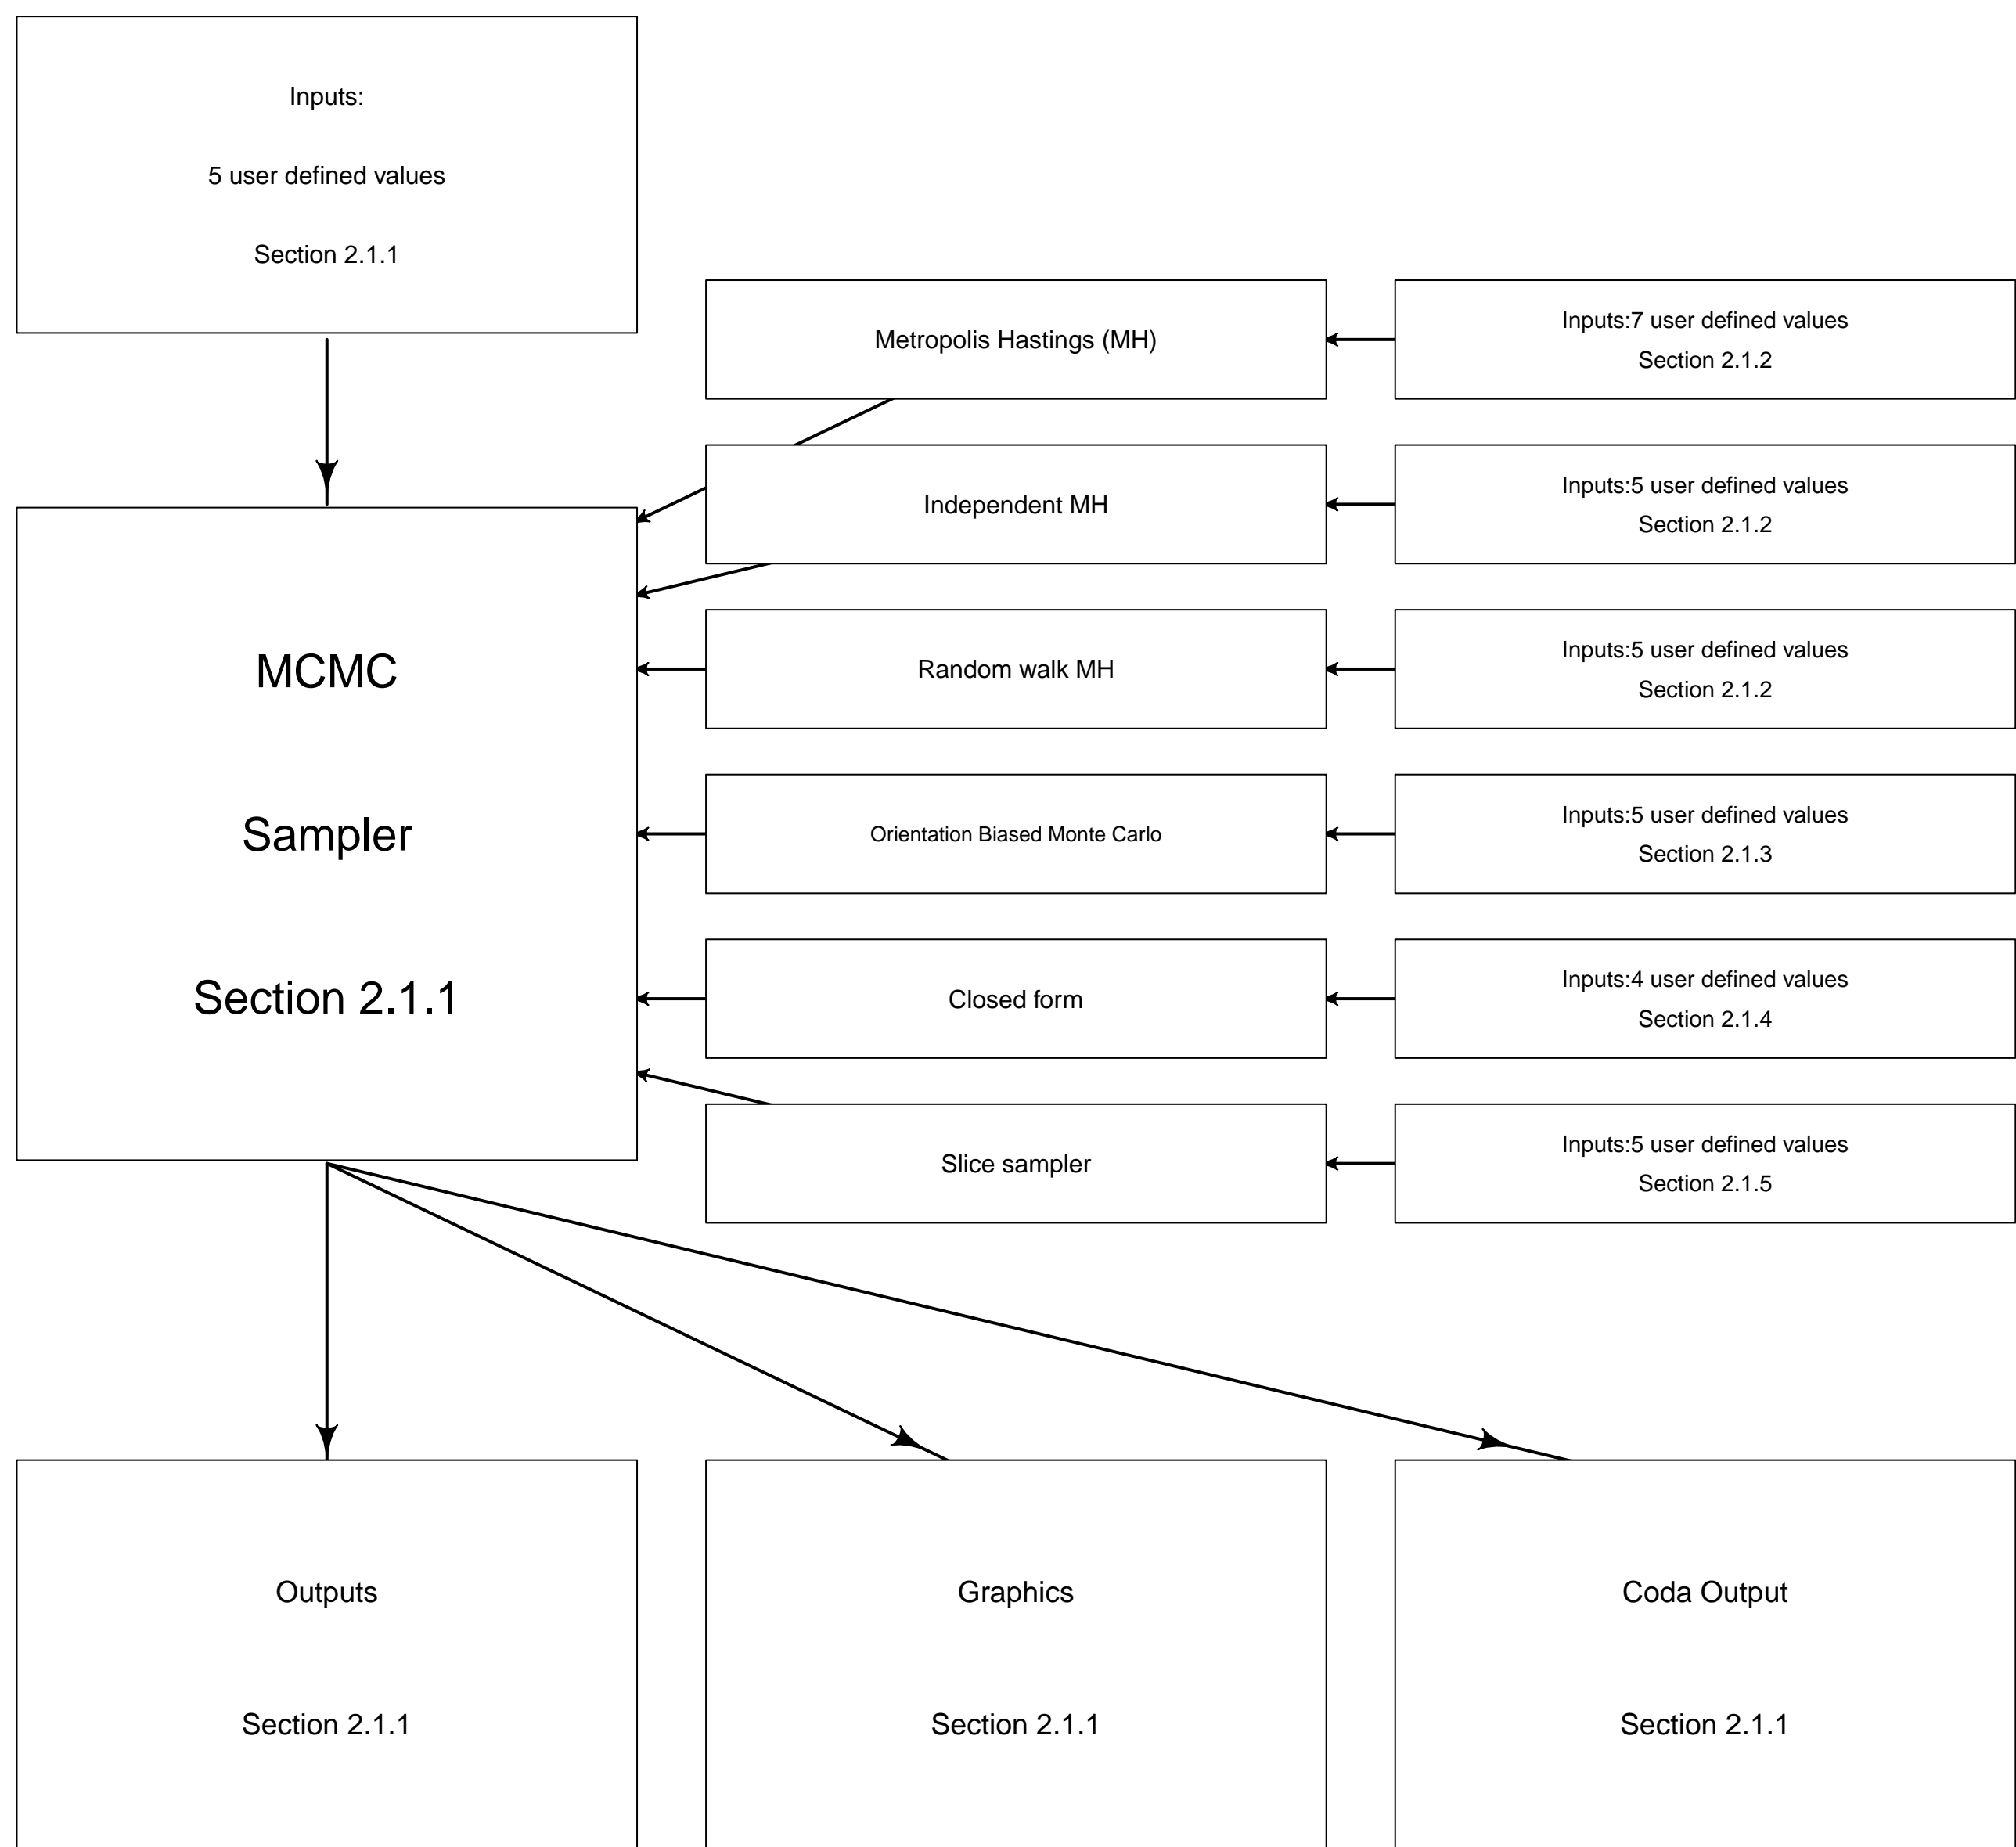 Inputs:
5 user defined values
Section 2.1.1
Metropolis Hastings (MH)
Inputs:7 user defined values
Section 2.1.2
Independent MH
Inputs:5 user defined values
Section 2.1.2
MCMC
Sampler
Section 2.1.1
Random walk MH
Inputs:5 user defined values
Section 2.1.2
Orientation Biased Monte Carlo
Inputs:5 user defined values
Section 2.1.3
Closed form
Inputs:4 user defined values
Section 2.1.4
Slice sampler
Inputs:5 user defined values
Section 2.1.5
Outputs
Section 2.1.1
Graphics
Section 2.1.1
Coda Output
Section 2.1.1